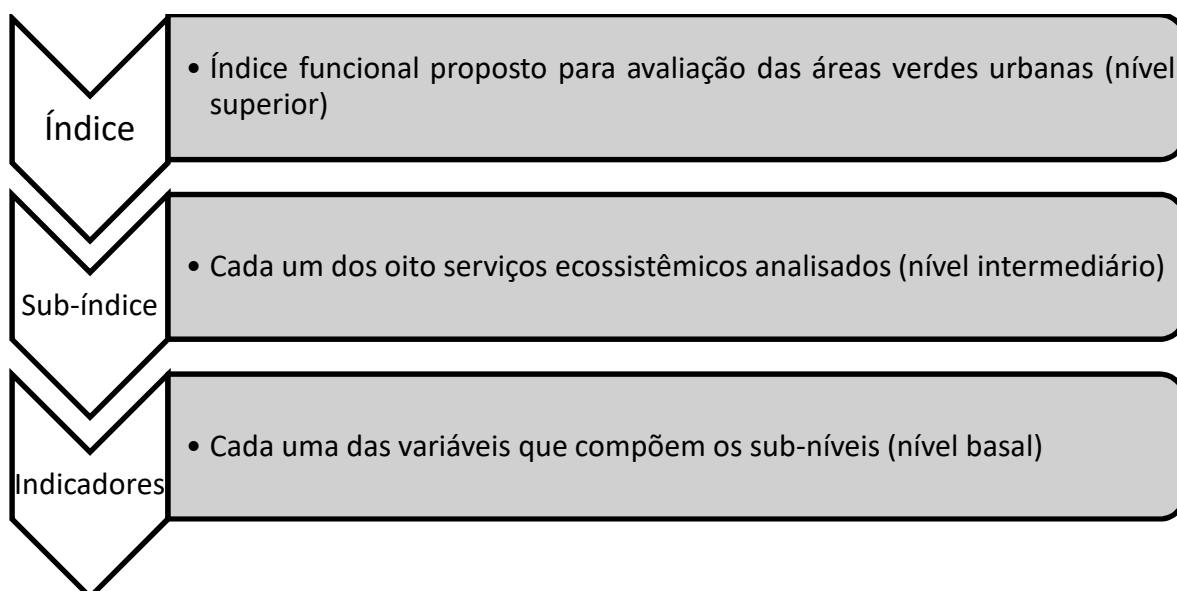 Índice
• Índice funcional proposto para avaliação das áreas verdes urbanas (nível
superior)
Sub-índice
• Cada um dos oito serviços ecossistêmicos analisados (nível intermediário)
Indicadores
• Cada uma das variáveis que compõem os sub-níveis (nível basal)